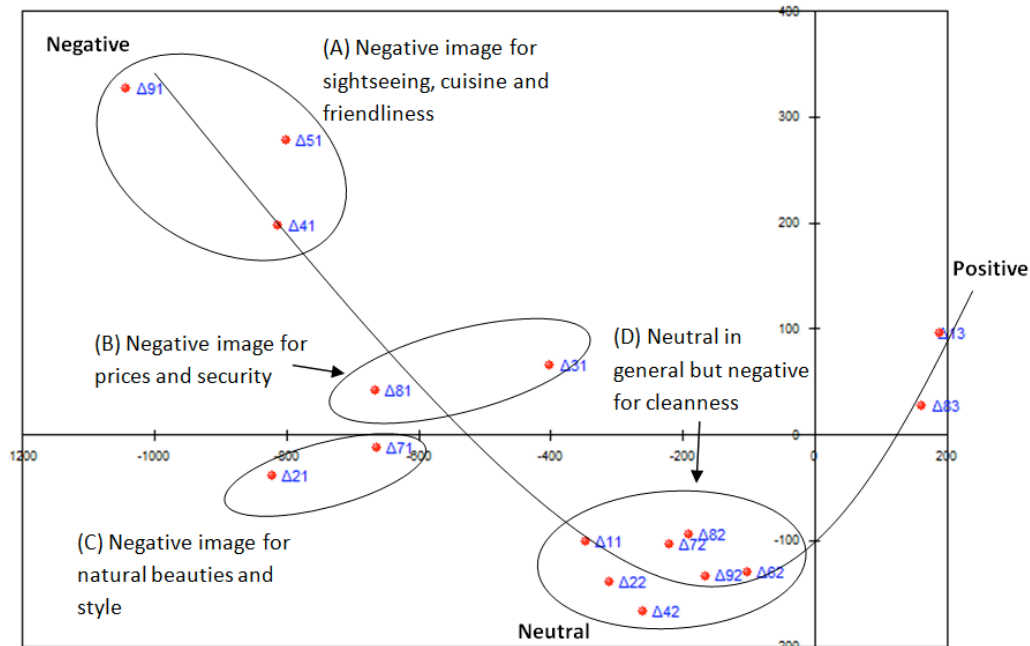 400
Negative
(A) Negative image for
sightseeing, cuisine and
friendliness
Δ91
300
Δ51
Δ41
200
Positive
(B) Negative image for
prices and security
100
(D) Neutral in
general but negative
for cleanness
Δ13
Δ31
Δ81
Δ83
0
1200 -1000 -800 -600 -400 -200 0 200
Δ71
Δ21
(C) Negative image for
natural beauties and
style
-100
Δ11
Δ82
Δ72
Δ22
Δ92
Δ42
Neutral
-200